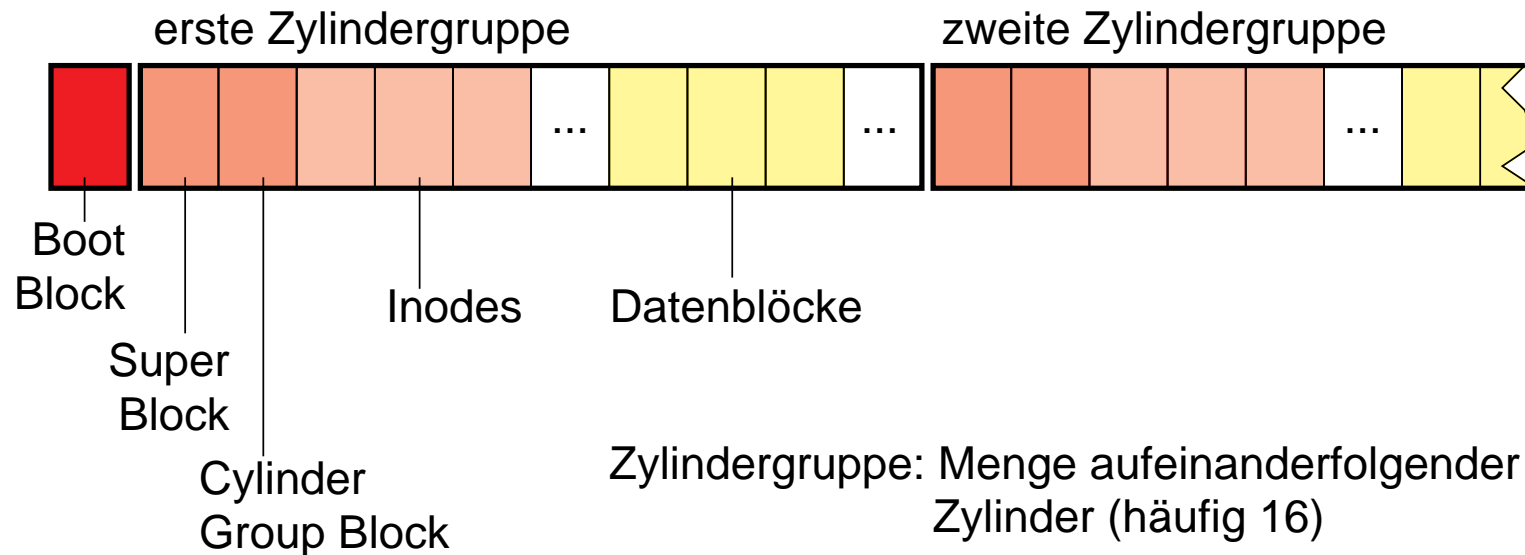 erste Zylindergruppe
zweite Zylindergruppe
...
...
...
Boot
Block
Inodes
Datenblöcke
Super
Block
Cylinder
Group Block
Zylindergruppe: Menge aufeinanderfolgender
Zylinder (häufig 16)